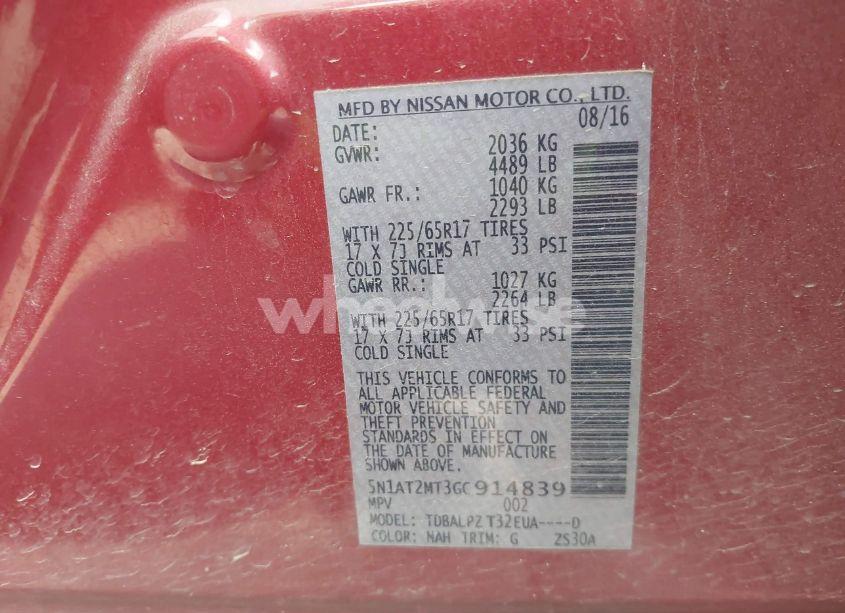 MFD BY NISSAN MOTOR CO., LTD.
DATE: 08/16
GVWR: 2036 KG
4489 LB
GAWR FR.: 1040 KG
2293 LB
WITH 225/65R17 TIRES
17 X 7J RIMS AT 33 PSI
COLD SINGLE
GAWR RR.: 1027 KG
2264 LB
WITH 225/65R17 TIRES
17 X 7J RIMS AT 33 PSI
COLD SINGLE
THIS VEHICLE CONFORMS TO
ALL APPLICABLE FEDERAL
MOTOR VEHICLE SAFETY AND
THEFT PREVENTION
STANDARDS IN EFFECT ON
THE DATE OF MANUFACTURE
SHOWN ABOVE.
5N1AT2MT3GC914839
MPV 002
MODEL: TDBALPZ T32EUA----D
COLOR: NAH TRIM: G ZS30A
wheelwise